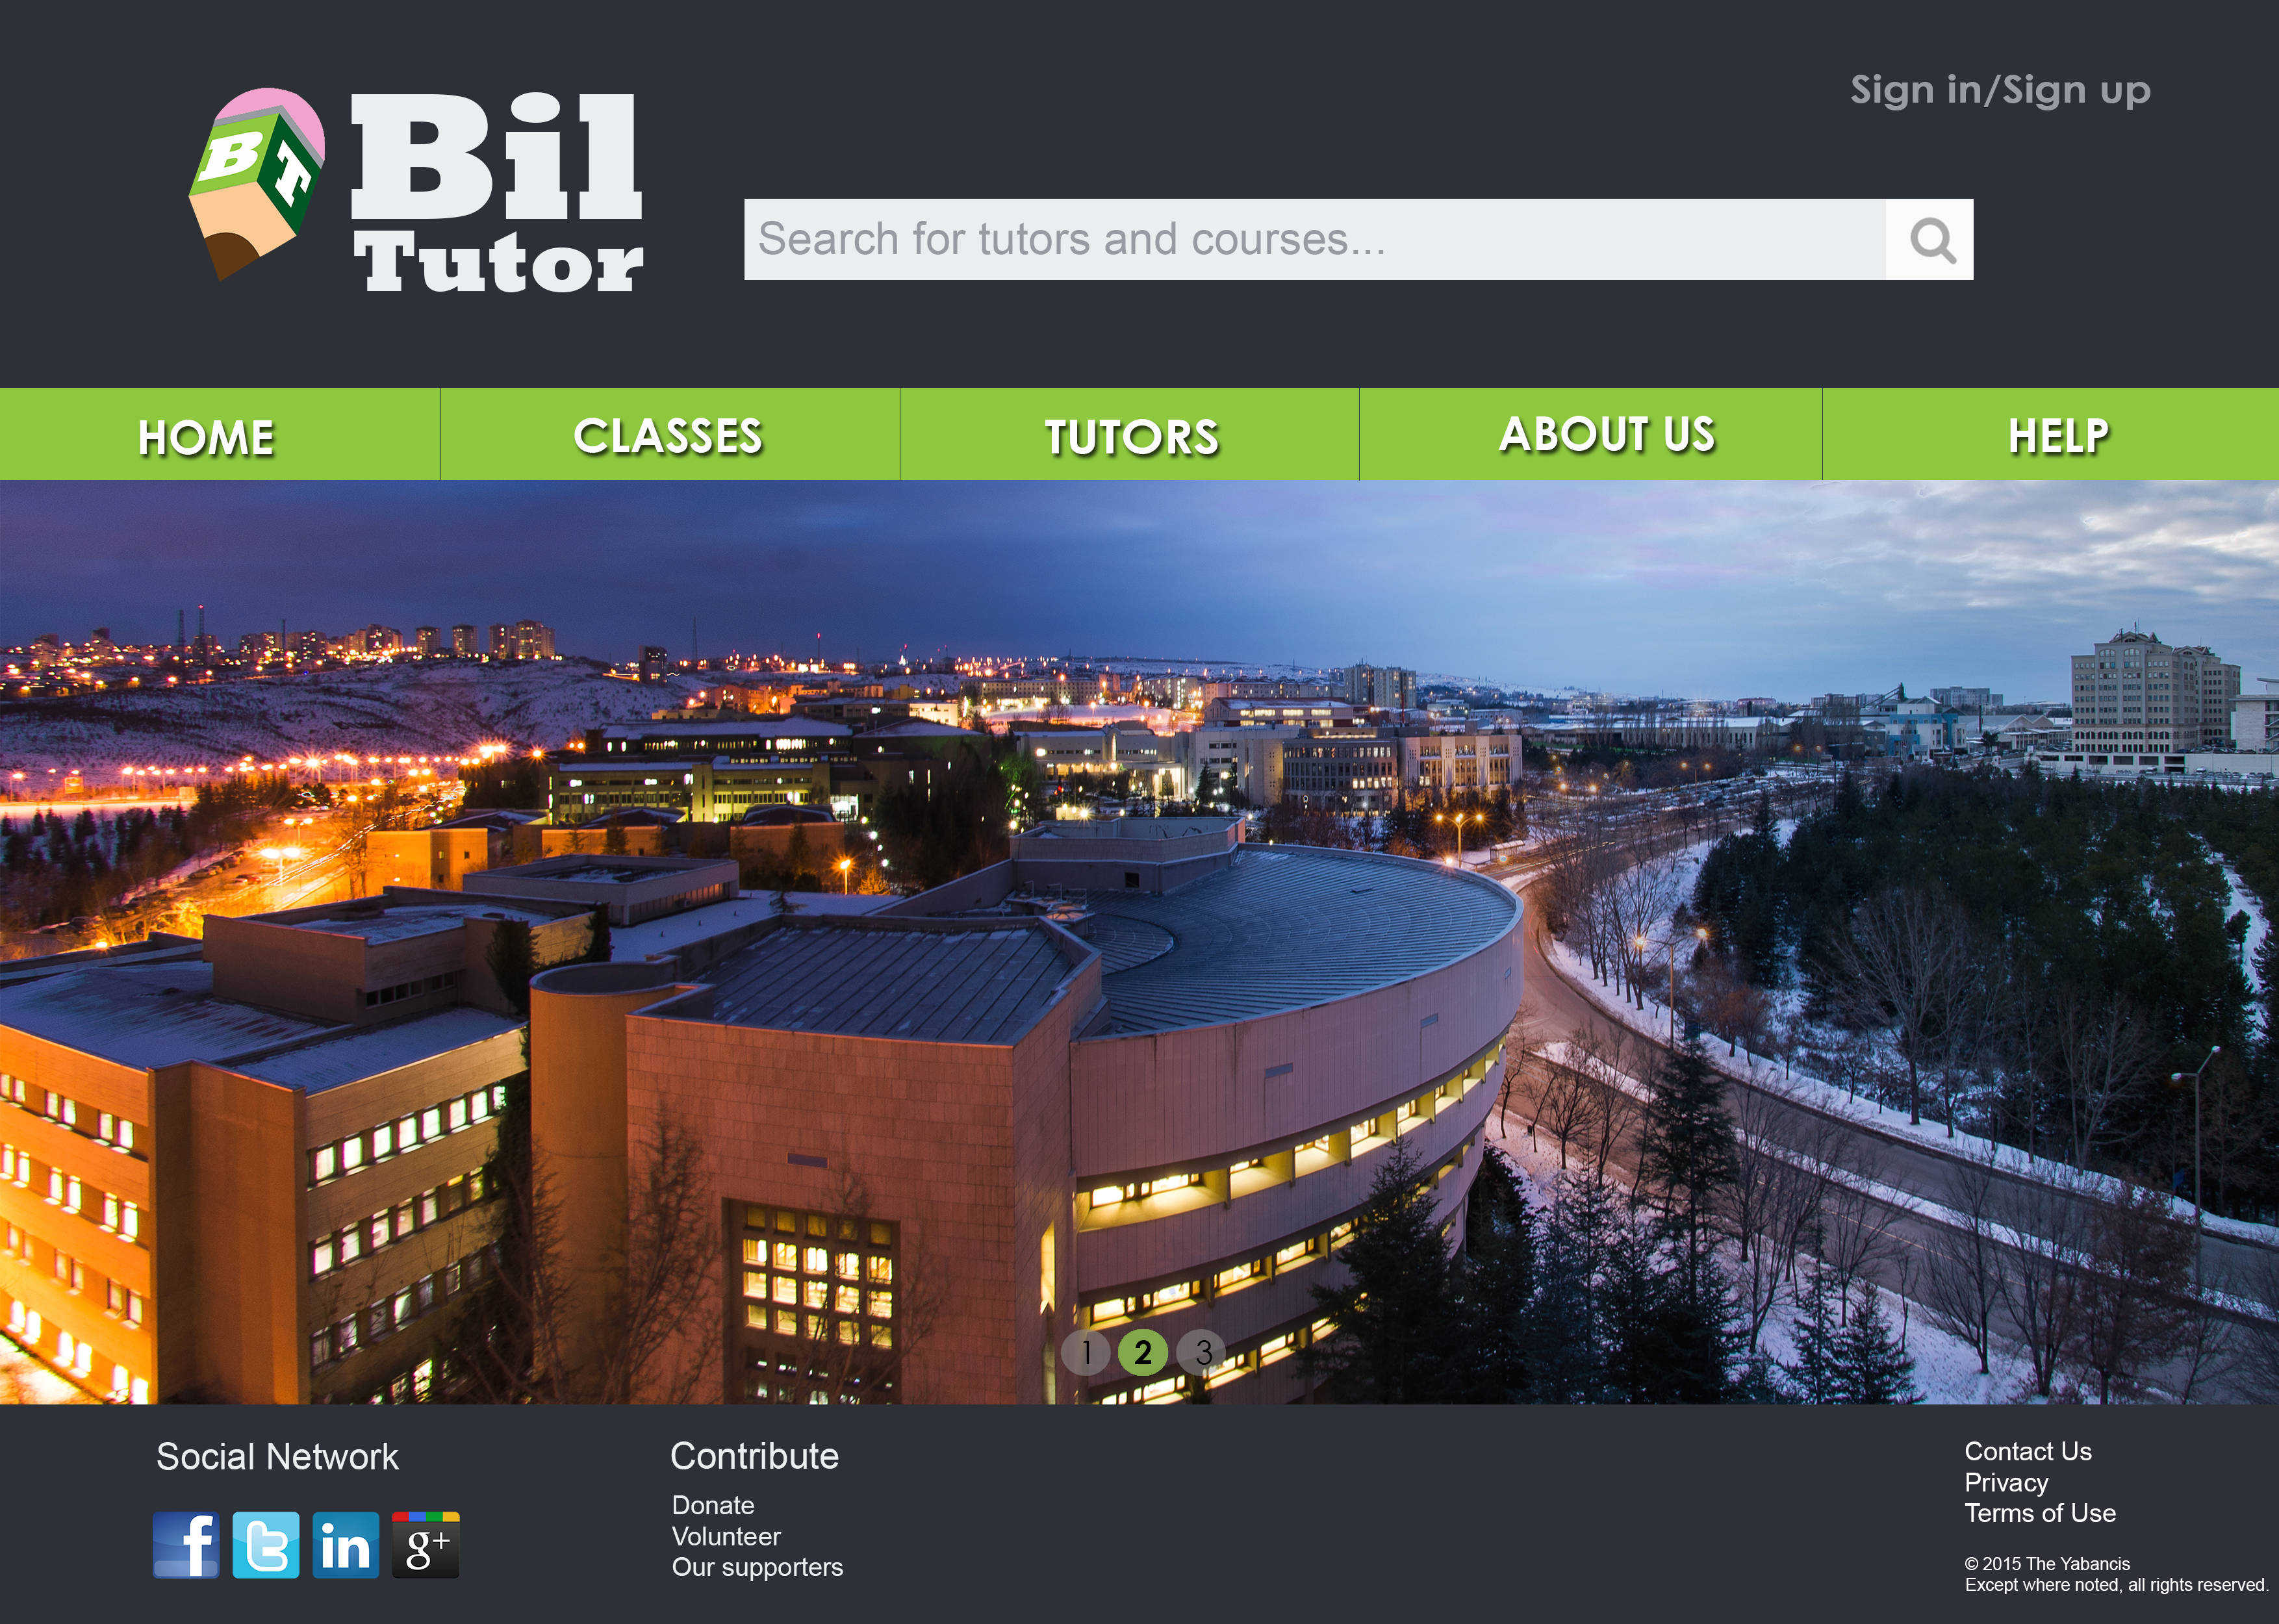 Sign in/Sign up
BT
Bil
Tutor
Search for tutors and courses...
HOME
CLASSES
TUTORS
ABOUT US
HELP
1 2 3
Social Network
f t in g+
Contribute
Donate
Volunteer
Our supporters
Contact Us
Privacy
Terms of Use
© 2015 The Yabancis
Except where noted, all rights reserved.